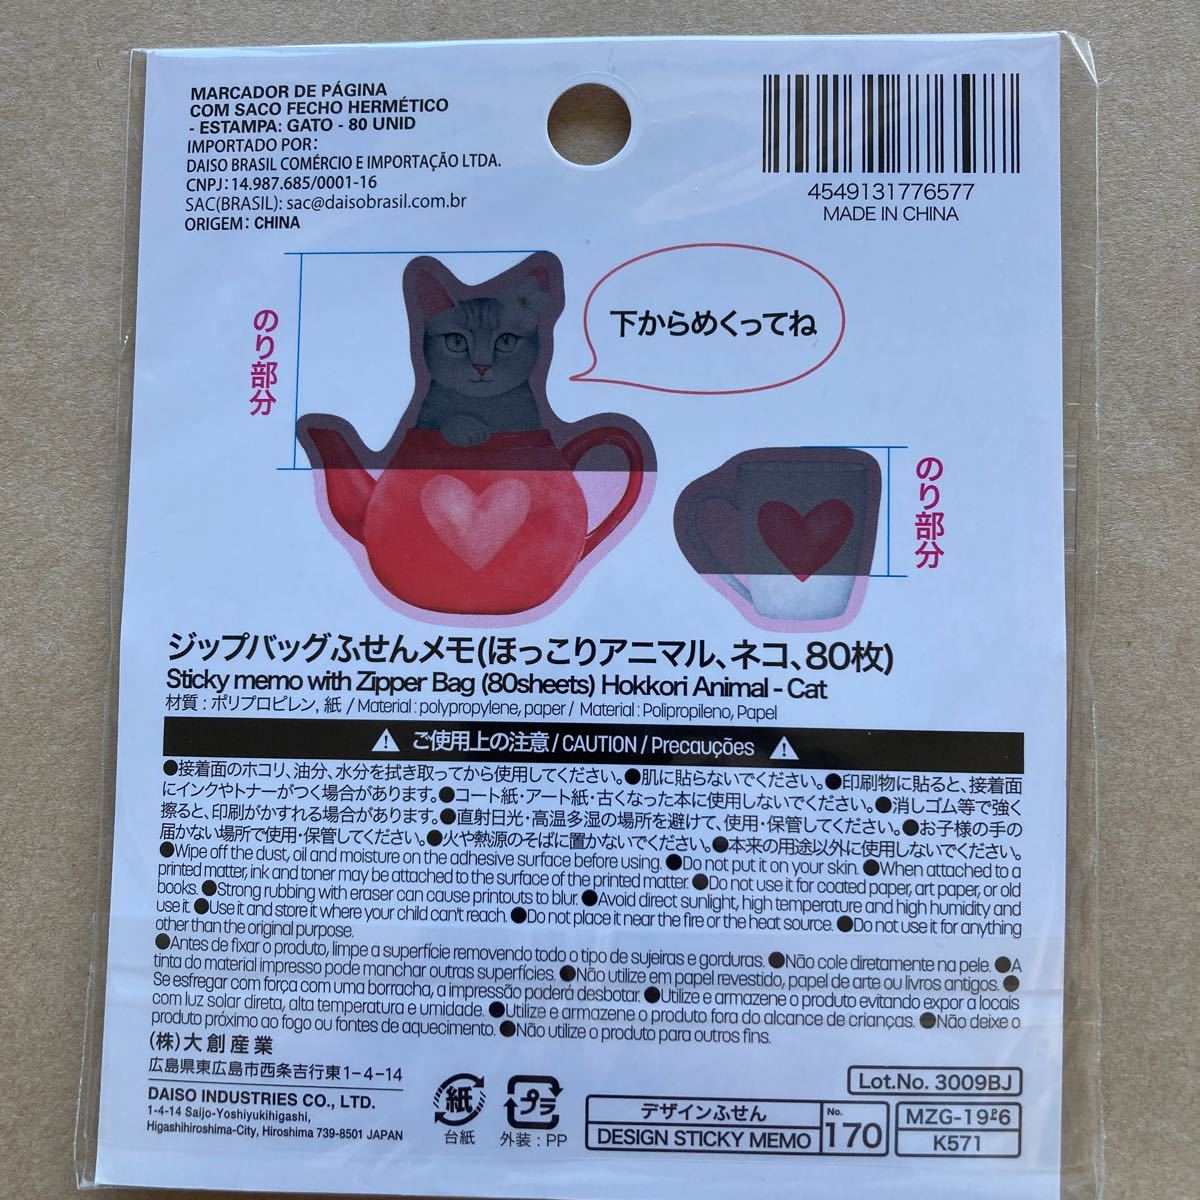 MARCADOR DE PÁGINA
COM SACO FECHO HERMÉTICO
- ESTAMPA: GATO - 80 UNID
IMPORTADO POR:
DAISO BRASIL COMÉRCIO E IMPORTAÇÃO LTDA.
CNPJ: 14.987.685/0001-16
SAC(BRASIL): sac@daisobrasil.com.br
ORIGEM: CHINA
4549131776577
MADE IN CHINA
のり部分
下からめくってね
のり部分
ジップバッグふせんメモ(ほっこりアニマル、ネコ、80枚)
Sticky memo with Zipper Bag (80sheets) Hokkori Animal - Cat
材質：ポリプロピレン, 紙 / Material : polypropylene, paper / Material : Polipropileno, Papel
ご使用上の注意 / CAUTION / Precauções
●接着面のホコリ、油分、水分を拭き取ってから使用してください。●肌に貼らないでください。●印刷物に貼ると、接着面
にインクやトナーがつく場合があります。●コート紙・アート紙・古くなった本に使用しないでください。●消しゴム等で強く
擦ると、印刷がかすれる場合があります。●直射日光・高温多湿の場所を避けて、使用・保管してください。●お子様の手の
届かない場所で使用・保管してください。●火や熱源のそばに置かないでください。●本来の用途以外に使用しないでください。
●Wipe off the dust, oil and moisture on the adhesive surface before using. ●Do not put it on your skin. ●When attached to a
printed matter, ink and toner may be attached to the surface of the printed matter. ●Do not use it for coated paper, art paper, or old
books. ●Strong rubbing with eraser can cause printouts to blur. ●Avoid direct sunlight, high temperature and high humidity and
use it. ●Use it and store it where your child can't reach. ●Do not place it near the fire or the heat source. ●Do not use it for anything
other than the original purpose.
●Antes de fixar o produto, limpe a superfície removendo todo o tipo de sujeiras e gorduras. ●Não cole diretamente na pele. ●A
tinta do material impresso pode manchar outras superfícies. ●Não utilize em papel revestido, papel de arte ou livros antigos. ●
Se esfregar com força com uma borracha, a impressão poderá desbotar. ●Utilize e armazene o produto evitando expor a locais
com luz solar direta, alta temperatura e umidade. ●Utilize e armazene o produto fora do alcance de crianças. ●Não deixe o
produto próximo ao fogo ou fontes de aquecimento. ●Não utilize o produto para outros fins.
(株)大創産業
広島県東広島市西条吉行東1-4-14
DAISO INDUSTRIES CO., LTD.
1-4-14 Saijo-Yoshiyukihigashi,
Higashihiroshima-City, Hiroshima 739-8501 JAPAN
紙
台紙
プラ
外装：PP
デザインふせん
DESIGN STICKY MEMO
No.
170
Lot.No. 3009BJ
MZG-19
K571